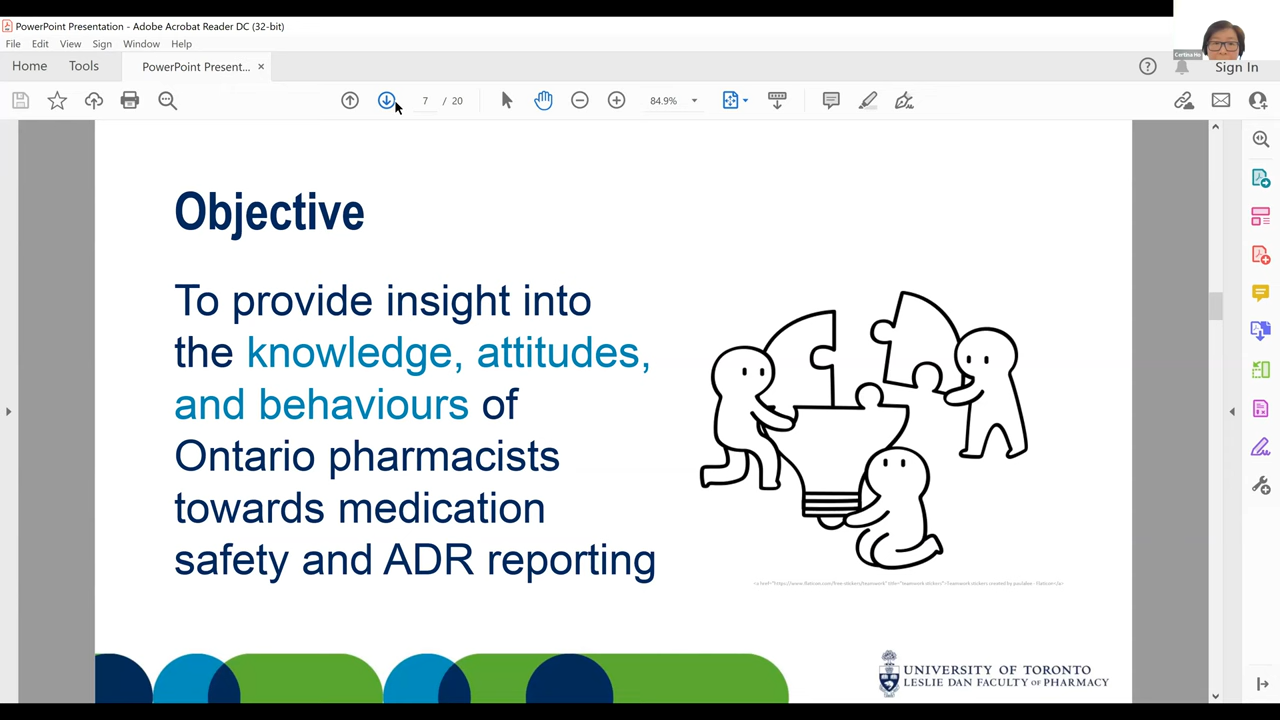 PowerPoint Presentation - Adobe Acrobat Reader DC (32-bit)
File Edit View Sign Window Help
Home Tools PowerPoint Present... ×
Sign In
7 / 20 84.9%
Objective
To provide insight into
the knowledge, attitudes,
and behaviours of
Ontario pharmacists
towards medication
safety and ADR reporting
UNIVERSITY OF TORONTO
LESLIE DAN FACULTY OF PHARMACY